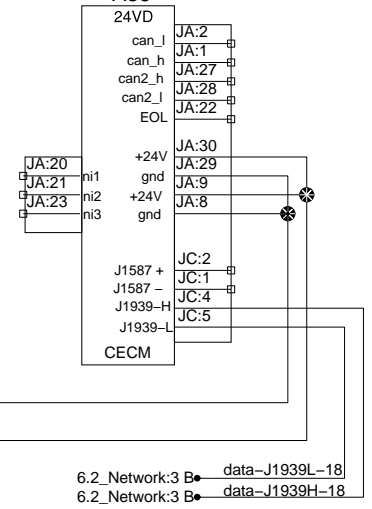 24VD
can_l
JA:2
can_h
JA:1
can2_h
JA:27
can2_l
JA:28
EOL
JA:22
+24V
JA:30
JA:20
ni1
gnd
JA:29
JA:21
ni2
+24V
JA:9
JA:23
ni3
gnd
JA:8
J1587 +
JC:2
J1587 −
JC:1
J1939−H
JC:4
J1939−L
JC:5
CECM
6.2_Network:3 B
data−J1939L−18
6.2_Network:3 B
data−J1939H−18